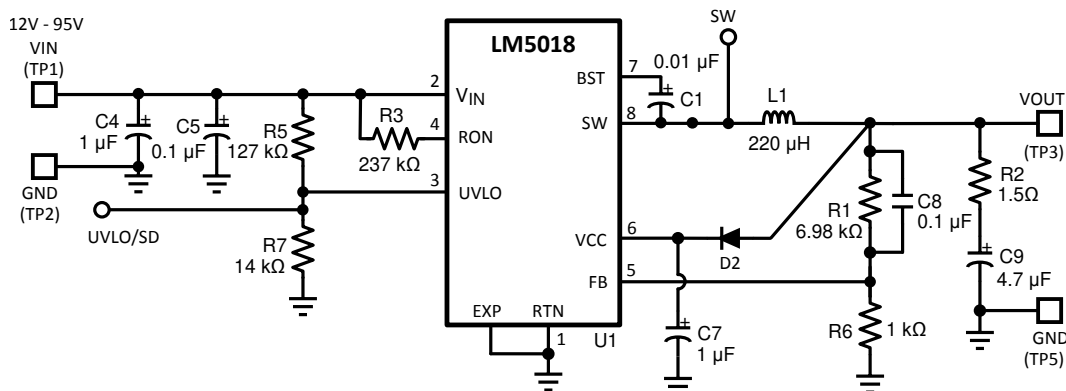 12V - 95V
VIN
(TP1)
GND
(TP2)
C4
1 µF
C5
0.1 µF
R5
127 kΩ
R3
237 kΩ
UVLO/SD
R7
14 kΩ
LM5018
2
VIN
4
RON
3
UVLO
BST
7
SW
8
VCC
6
FB
5
EXP
RTN
1
U1
0.01 µF
C1
SW
L1
220 µH
VOUT
(TP3)
D2
R1
6.98 kΩ
C8
0.1 µF
R2
1.5Ω
C9
4.7 µF
C7
1 µF
R6
1 kΩ
GND
(TP5)
+
+
+
+
+